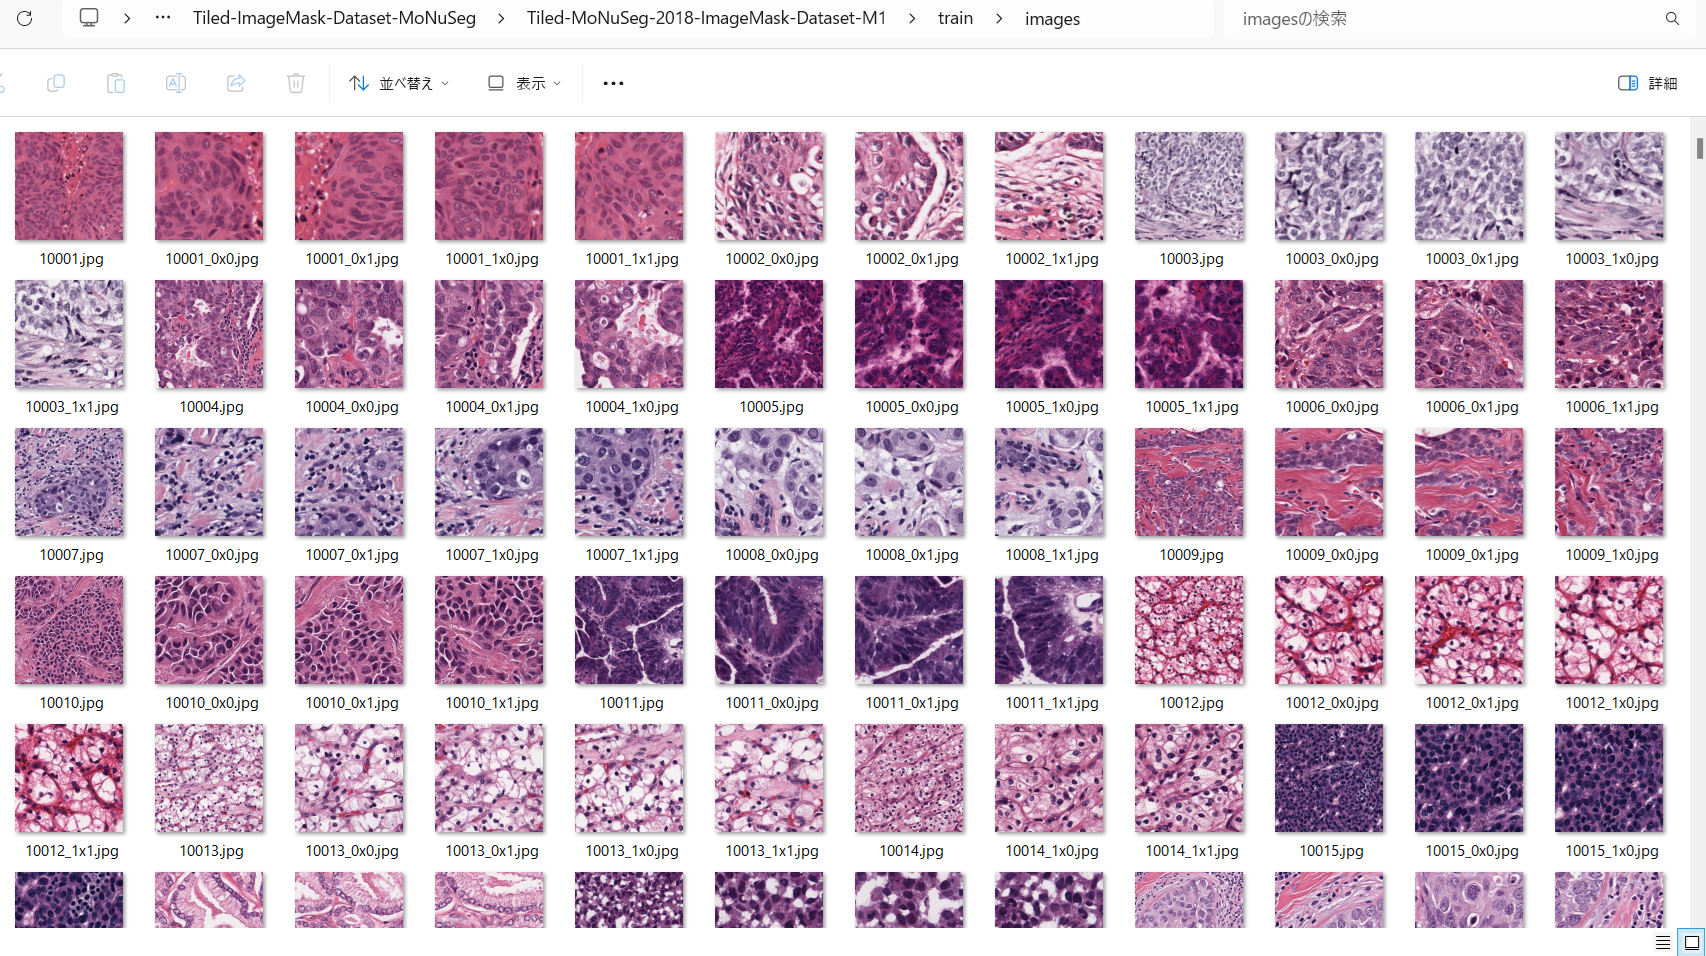 Tiled-ImageMask-Dataset-MoNuSeg > Tiled-MoNuSeg-2018-ImageMask-Dataset-M1 > train > images
imagesの検索
並べ替え 表示 詳細
10001.jpg 10001_0x0.jpg 10001_0x1.jpg 10001_1x0.jpg 10001_1x1.jpg 10002_0x0.jpg 10002_0x1.jpg 10002_1x1.jpg 10003.jpg 10003_0x0.jpg 10003_0x1.jpg 10003_1x0.jpg
10003_1x1.jpg 10004.jpg 10004_0x0.jpg 10004_0x1.jpg 10004_1x0.jpg 10005.jpg 10005_0x0.jpg 10005_1x0.jpg 10005_1x1.jpg 10006_0x0.jpg 10006_0x1.jpg 10006_1x1.jpg
10007.jpg 10007_0x0.jpg 10007_0x1.jpg 10007_1x0.jpg 10007_1x1.jpg 10008_0x0.jpg 10008_0x1.jpg 10008_1x1.jpg 10009.jpg 10009_0x0.jpg 10009_0x1.jpg 10009_1x0.jpg
10010.jpg 10010_0x0.jpg 10010_0x1.jpg 10010_1x1.jpg 10011.jpg 10011_0x0.jpg 10011_0x1.jpg 10011_1x1.jpg 10012.jpg 10012_0x0.jpg 10012_0x1.jpg 10012_1x0.jpg
10012_1x1.jpg 10013.jpg 10013_0x0.jpg 10013_0x1.jpg 10013_1x0.jpg 10013_1x1.jpg 10014.jpg 10014_1x0.jpg 10014_1x1.jpg 10015.jpg 10015_0x0.jpg 10015_1x0.jpg